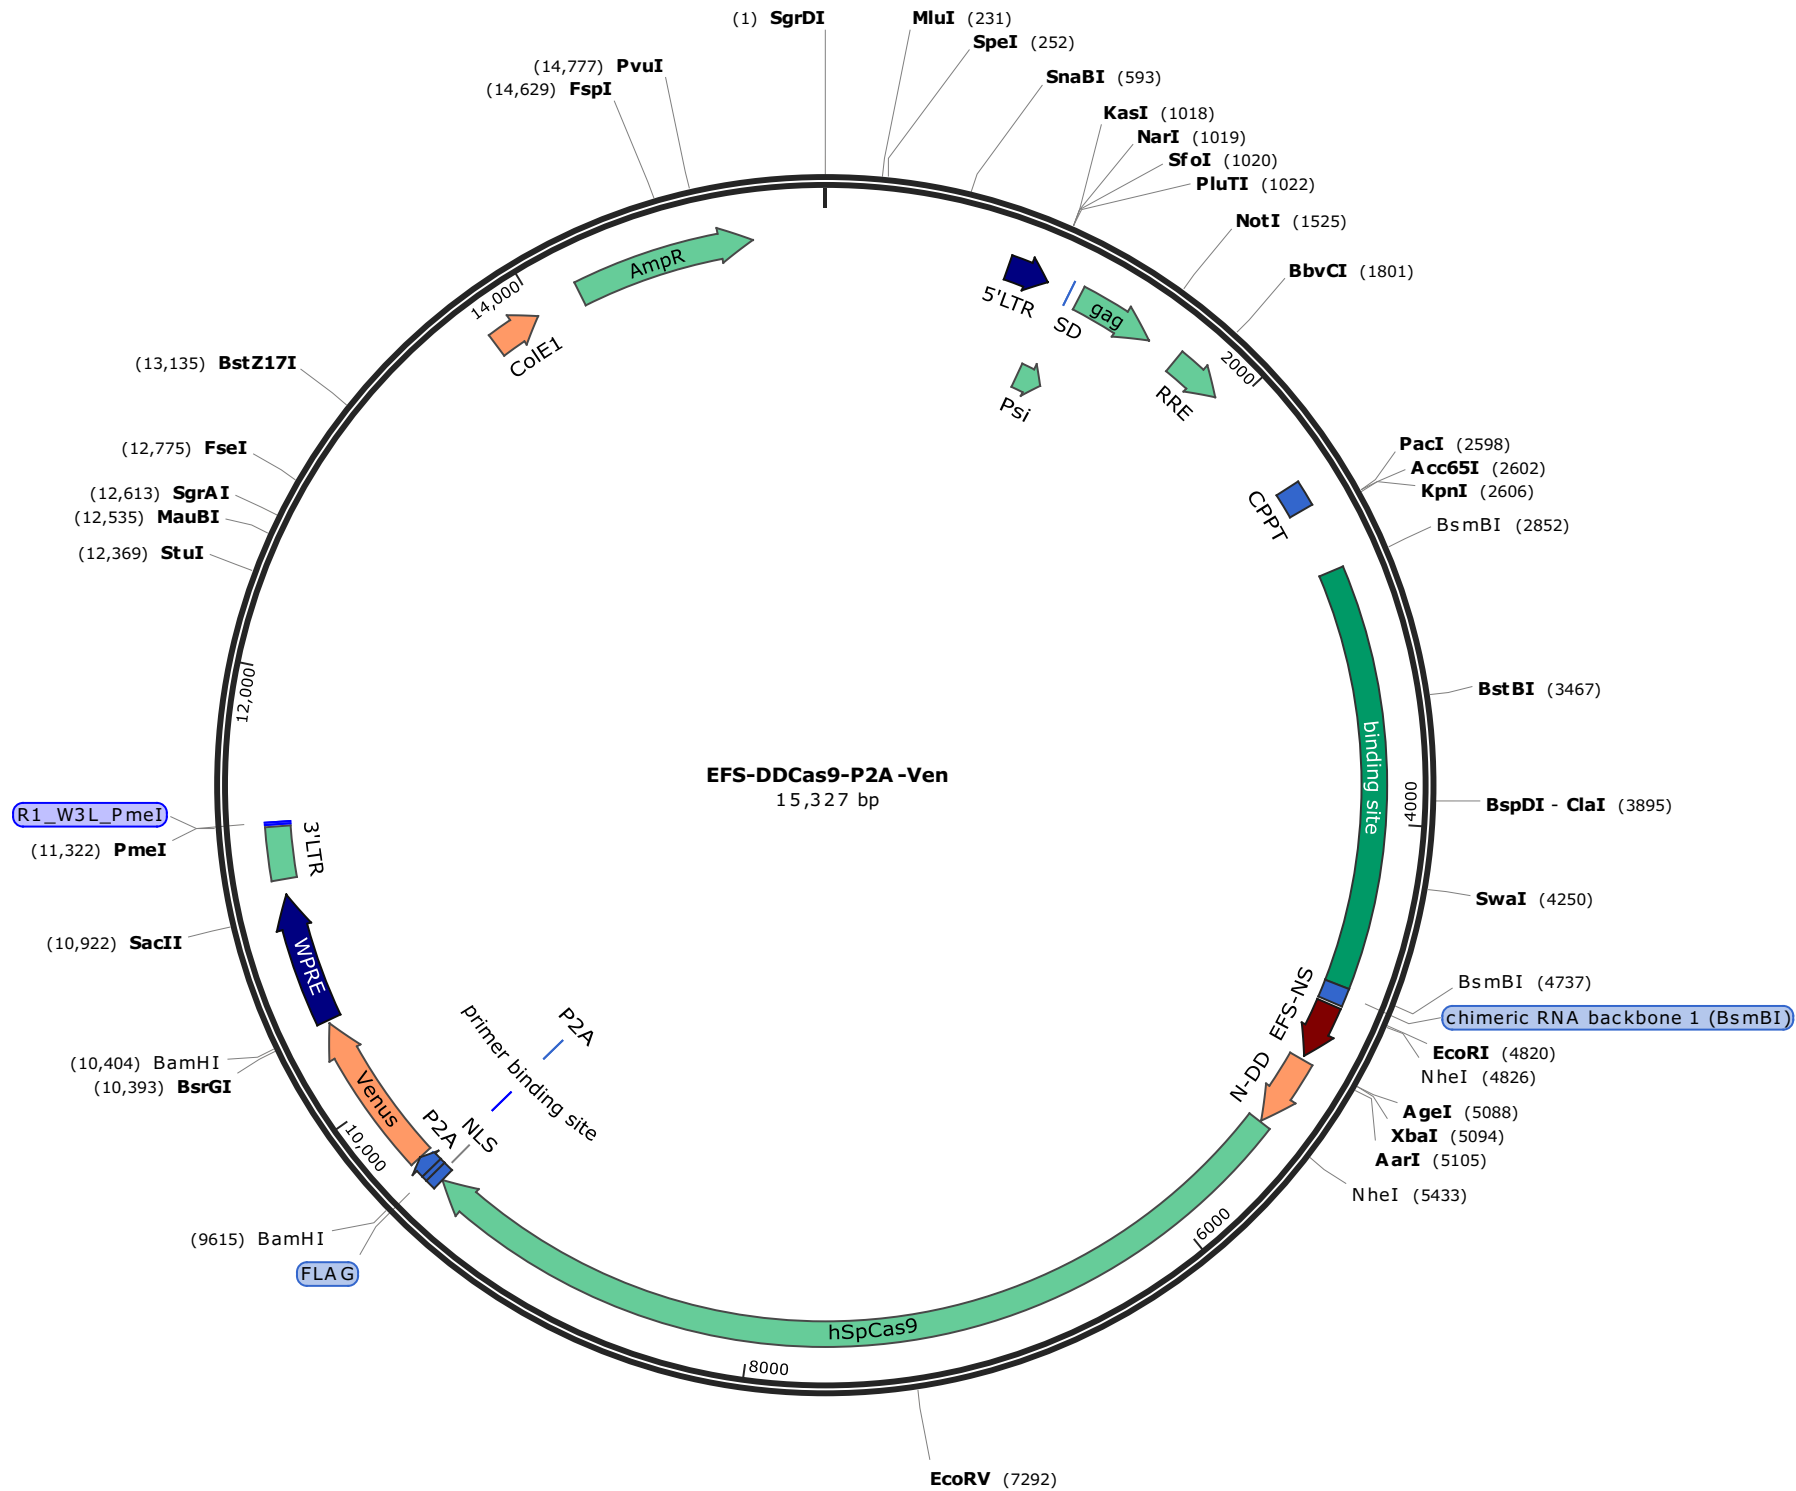 (1) SgrDI
MluI (231)
SpeI (252)
SnaBI (593)
KasI (1018)
NarI (1019)
SfoI (1020)
PluTI (1022)
NotI (1525)
BbvCI (1801)
PacI (2598)
Acc65I (2602)
KpnI (2606)
BsmBI (2852)
BstBI (3467)
BspDI - ClaI (3895)
SwaI (4250)
BsmBI (4737)
chimeric RNA backbone 1 (BsmBI)
EcoRI (4820)
NheI (4826)
AgeI (5088)
XbaI (5094)
AarI (5105)
NheI (5433)
EcoRV (7292)
FLAG
(9615) BamHI
(10,393) BsrGI
(10,404) BamHI
(10,922) SacII
(11,322) PmeI
R1_W3L_PmeI
(12,369) StuI
(12,535) MauBI
(12,613) SgrAI
(12,775) FseI
(13,135) BstZ17I
(14,629) FspI
(14,777) PvuI
2000
4000
6000
8000
10,000
12,000
14,000
5'LTR
SD
gag
Psi
RRE
CPPT
binding site
EFS-NS
N-DD
hSpCas9
NLS
P2A
primer binding site
P2A
Venus
WPRE
3'LTR
ColE1
AmpR
EFS-DDCas9-P2A-Ven
15,327 bp